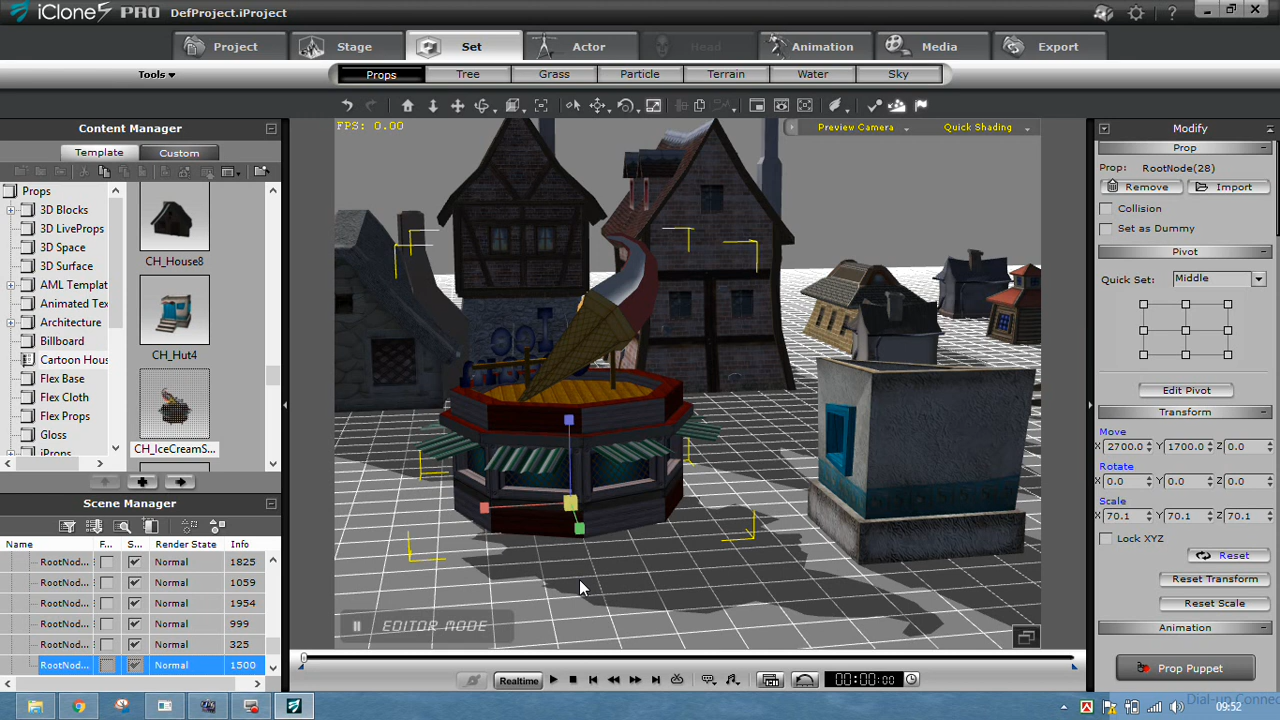 iClone5 PRO DefProject.iProject
Project Stage Set Actor Head Animation Media Export
Tools Props Tree Grass Particle Terrain Water Sky
Content Manager
Template Custom
Props
3D Blocks
3D LiveProps
3D Space
3D Surface
AML Templat
Animated Tex
Architecture
Billboard
Cartoon Hous
Flex Base
Flex Cloth
Flex Props
Gloss
iProps
CH_House8
CH_Hut4
CH_IceCreamS...
Scene Manager
Name F... S... Render State Info
RootNod... Normal 1825
RootNod... Normal 1059
RootNod... Normal 1954
RootNod... Normal 999
RootNod... Normal 325
RootNod... Normal 1500
FPS: 0.00 Preview Camera Quick Shading
EDITOR MODE
Realtime 00:00:00
Modify
Prop
Prop: RootNode(28)
Remove Import
Collision
Set as Dummy
Pivot
Quick Set: Middle
Edit Pivot
Transform
Move
X 2700.0 Y 1700.0 Z 0.0
Rotate
X 0.0 Y 0.0 Z 0.0
Scale
X 70.1 Y 70.1 Z 70.1
Lock XYZ
Reset
Reset Transform
Reset Scale
Animation
Prop Puppet
Dial-up Connec
09:52